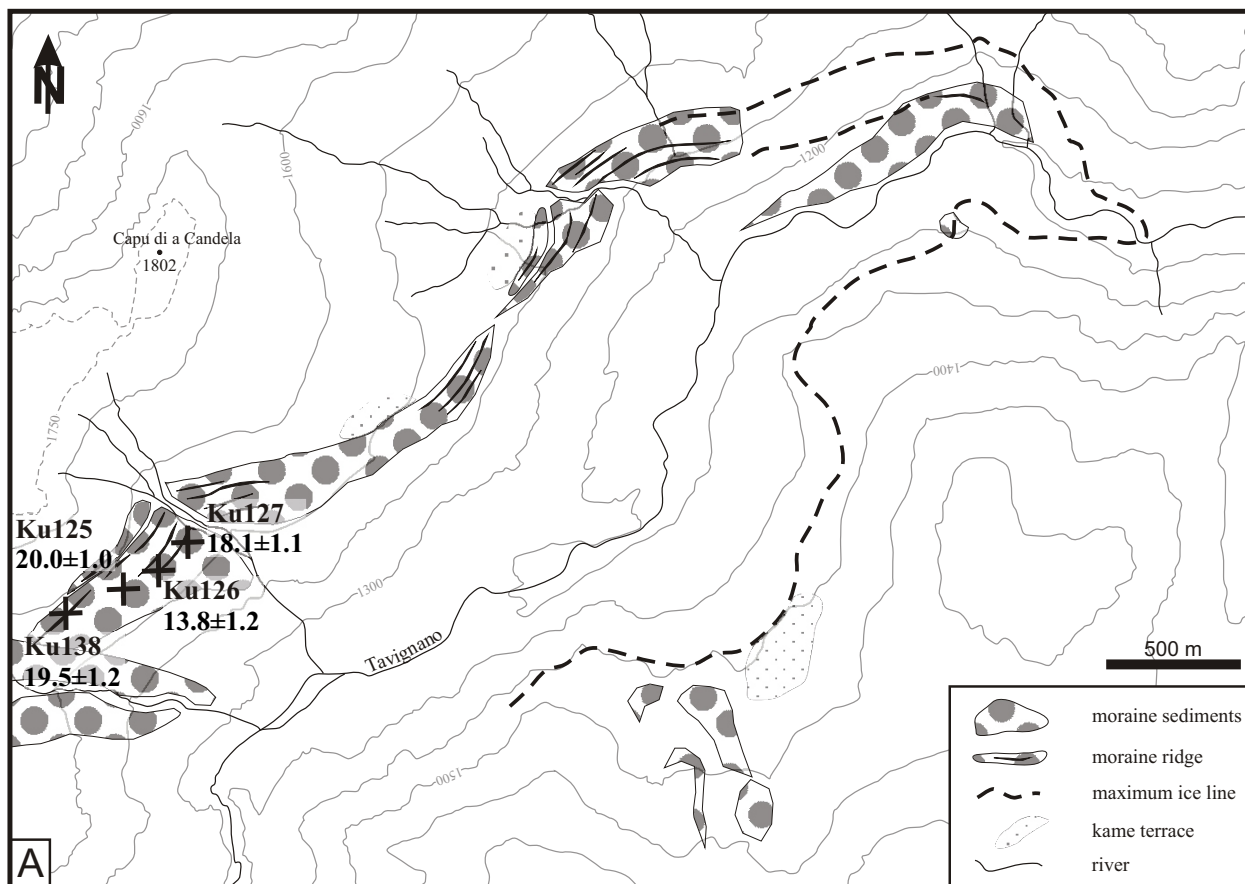 N
1600
1600
1200
Capu di a Candela
1802
1400
1750
Ku125
20.0±1.0
Ku127
18.1±1.1
Ku126
13.8±1.2
1300
Ku138
19.5±1.2
Tavignano
500 m
1500
moraine sediments
moraine ridge
maximum ice line
kame terrace
river
A